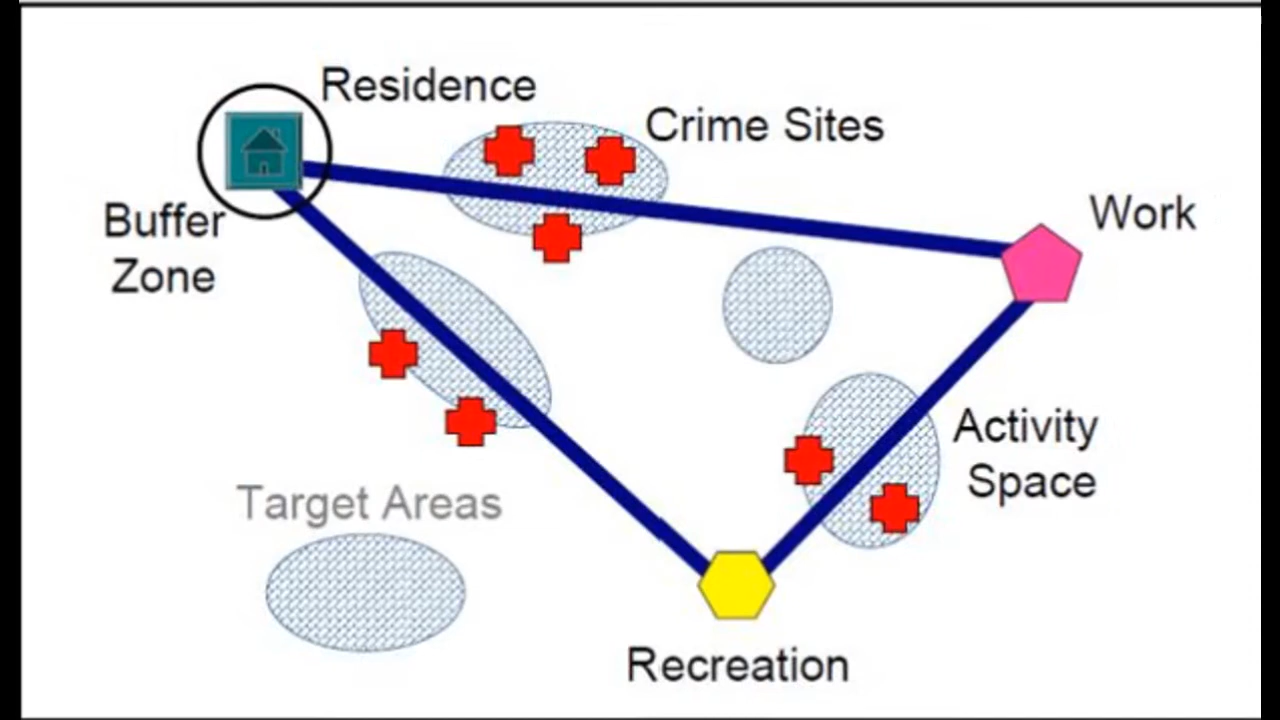 Residence
Crime Sites
Work
Buffer
Zone
Activity
Space
Target Areas
Recreation